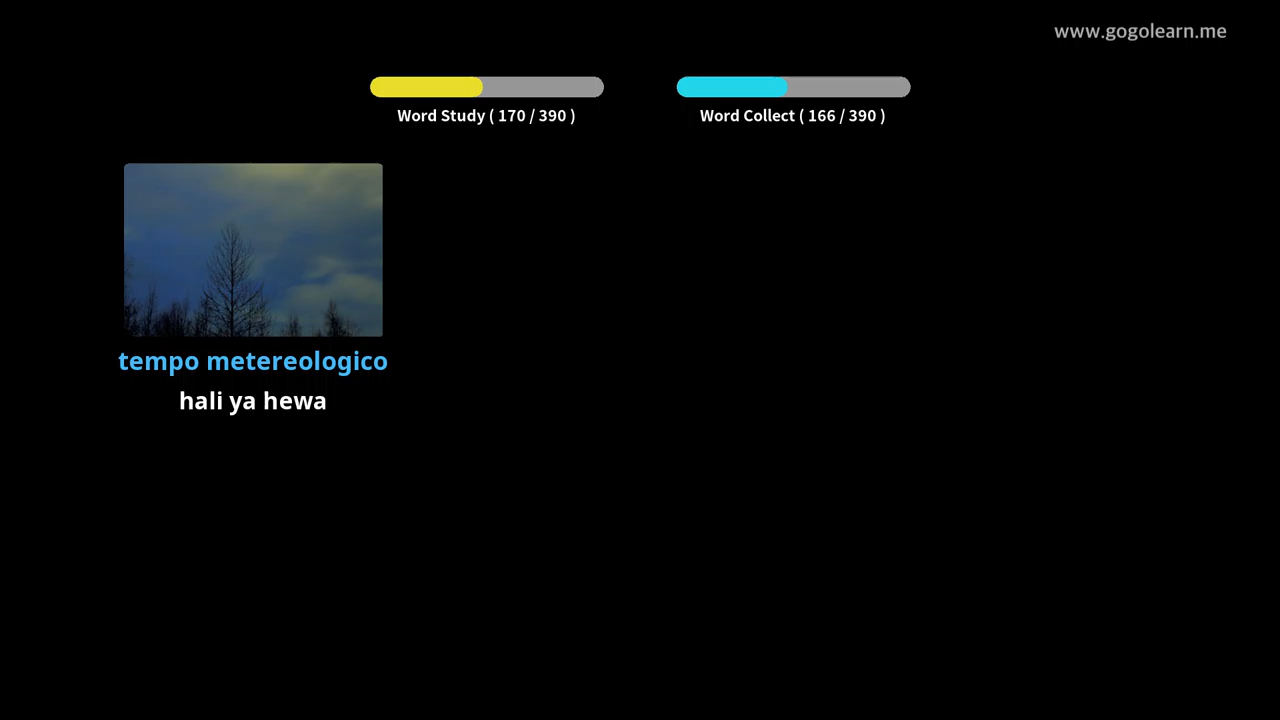 www.gogolearn.me
Word Study ( 170 / 390 )
Word Collect ( 166 / 390 )
tempo metereologico
hali ya hewa